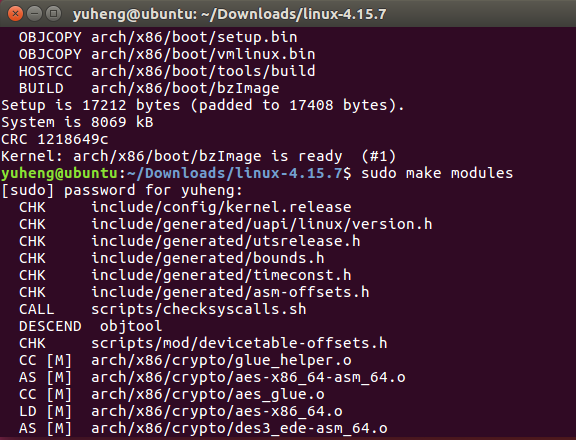 yuheng@ubuntu: ~/Downloads/linux-4.15.7
OBJCOPY arch/x86/boot/setup.bin
OBJCOPY arch/x86/boot/vmlinux.bin
HOSTCC  arch/x86/boot/tools/build
BUILD   arch/x86/boot/bzImage
Setup is 17212 bytes (padded to 17408 bytes).
System is 8069 kB
CRC 1218649c
Kernel: arch/x86/boot/bzImage is ready  (#1)
yuheng@ubuntu:~/Downloads/linux-4.15.7$ sudo make modules
[sudo] password for yuheng:
CHK     include/config/kernel.release
CHK     include/generated/uapi/linux/version.h
CHK     include/generated/utsrelease.h
CHK     include/generated/bounds.h
CHK     include/generated/timeconst.h
CHK     include/generated/asm-offsets.h
CALL    scripts/checksyscalls.sh
DESCEND  objtool
CHK     scripts/mod/devicetable-offsets.h
CC [M]  arch/x86/crypto/glue_helper.o
AS [M]  arch/x86/crypto/aes-x86_64-asm_64.o
CC [M]  arch/x86/crypto/aes_glue.o
LD [M]  arch/x86/crypto/aes-x86_64.o
AS [M]  arch/x86/crypto/des3_ede-asm_64.o